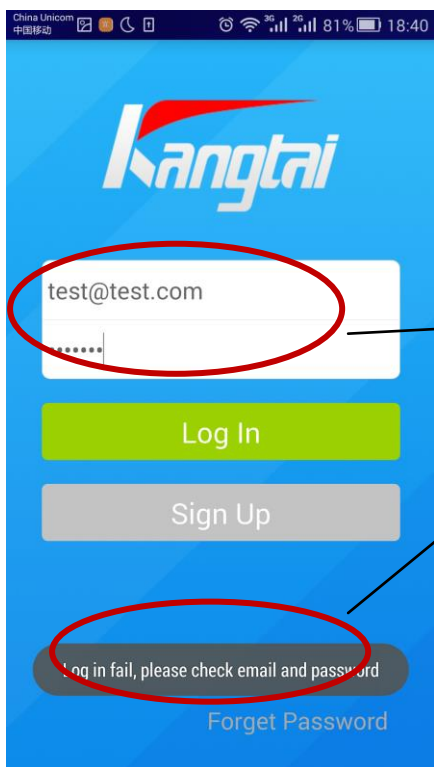 China Unicom
中国移动
3G 2G 81% 18:40
Kangtai
test@test.com
•••••••
Log In
Sign Up
Log in fail, please check email and password
Forget Password